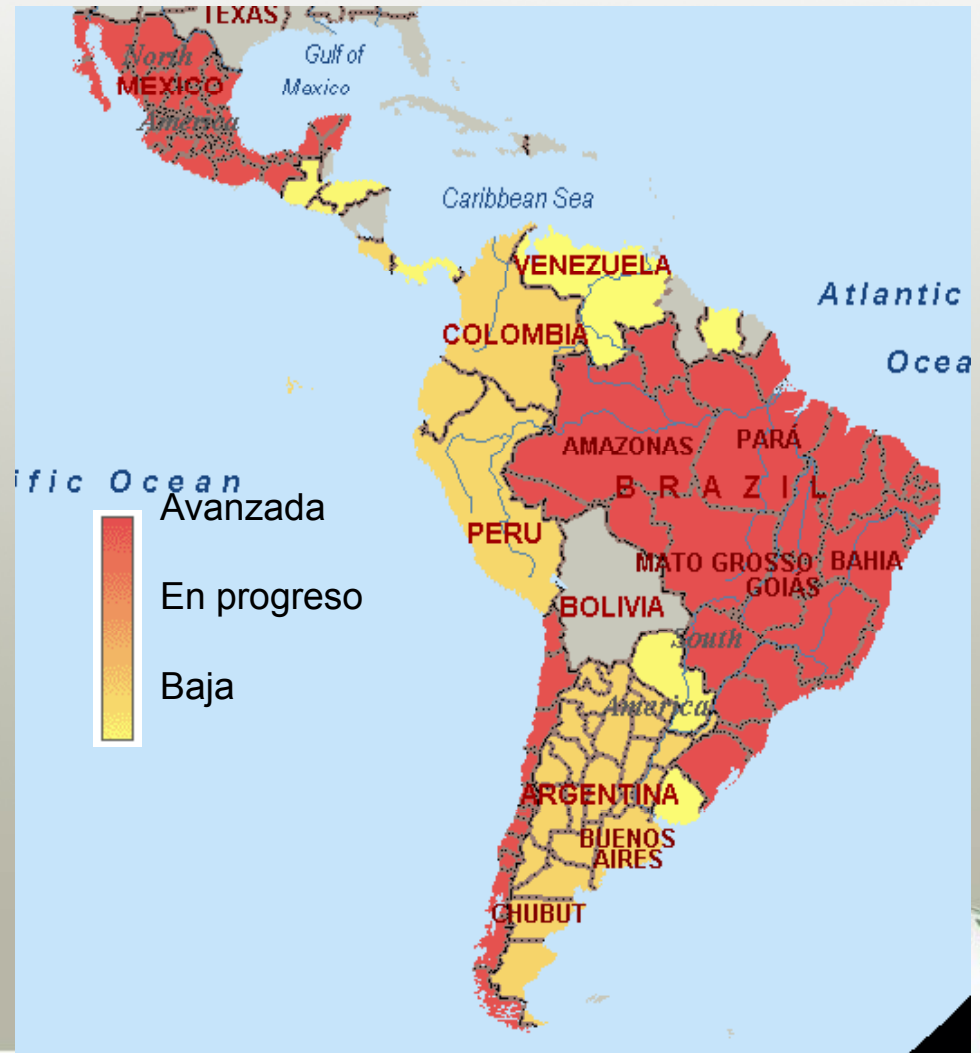 TEXAS
North
Gulf of
Mexico
MEXICO
America
Caribbean Sea
VENEZUELA
Atlantic
COLOMBIA
Ocea
AMAZONAS
PARÁ
ific Ocean
BRAZIL
Avanzada
PERU
MATO GROSSO
BAHIA
GOIÁS
En progreso
BOLIVIA
South
Baja
America
ARGENTINA
BUENOS
AIRES
CHUBUT